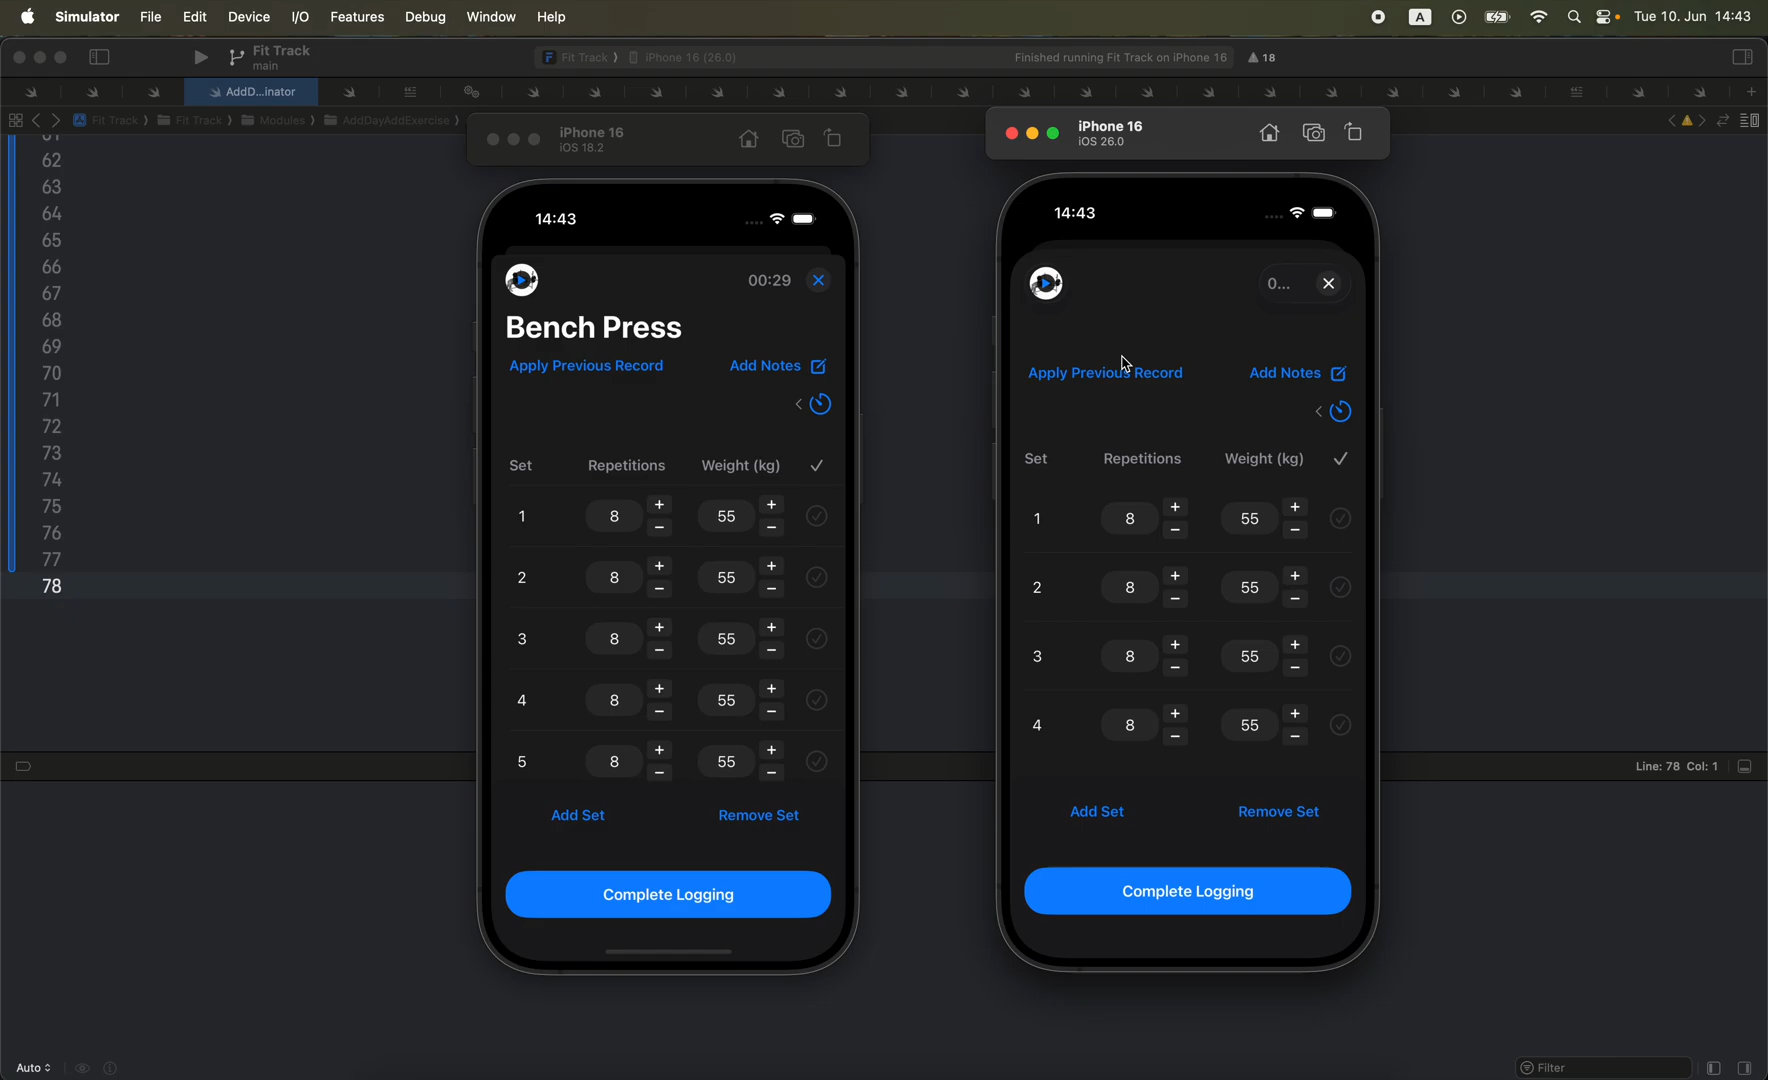 Simulator File Edit Device I/O Features Debug Window Help
A Tue 10. Jun 14:43
Fit Track
main
Fit Track 〉 iPhone 16 (26.0)
Finished running Fit Track on iPhone 16
18
AddD...inator
Fit Track 〉 Fit Track 〉 Modules 〉 AddDayAddExercise 〉
61
62
63
64
65
66
67
68
69
70
71
72
73
74
75
76
77
78
iPhone 16
iOS 18.2
14:43
00:29
Bench Press
Apply Previous Record Add Notes
Set Repetitions Weight (kg)
1 8 + − 55 + −
2 8 + − 55 + −
3 8 + − 55 + −
4 8 + − 55 + −
5 8 + − 55 + −
Add Set Remove Set
Complete Logging
iPhone 16
iOS 26.0
14:43
0...
Apply Previous Record Add Notes
Set Repetitions Weight (kg)
1 8 + − 55 + −
2 8 + − 55 + −
3 8 + − 55 + −
4 8 + − 55 + −
Add Set Remove Set
Complete Logging
Line: 78 Col: 1
Auto
Filter